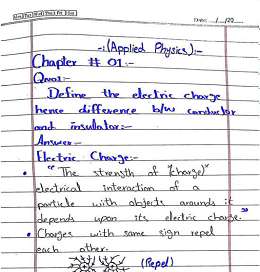 Mon Tue Wed Thu Fri Sat
Date: _/_/20__
-:(Applied Physics):-
Chapter # 01:-
Qno1:-
Define the electric charge
hence difference b/w conductor
and insulator:-
Answer:-
Electric Charge:-
"The strength of "charge"
electrical interaction of a
particle with objects around it
depends upon its electric charge."
• Charges with same sign repel
each other.
(Repel)